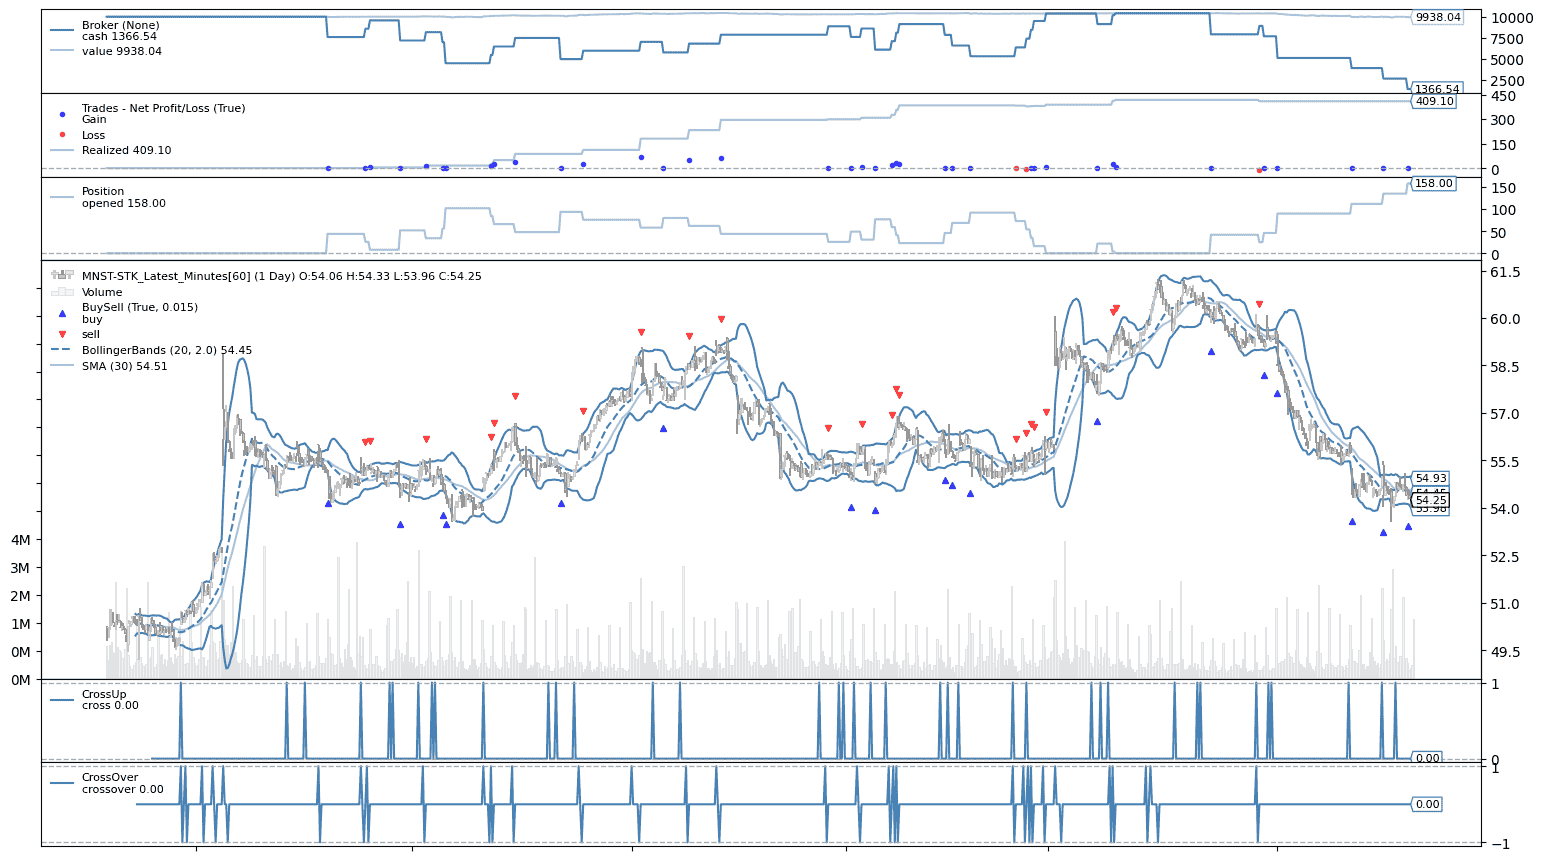 Broker (None)
cash 1366.54
value 9938.04
9938.04
1366.54
10000
7500
5000
2500
Trades - Net Profit/Loss (True)
Gain
Loss
Realized 409.10
409.10
450
300
150
0
Position
opened 158.00
158.00
150
100
50
0
MNST-STK_Latest_Minutes[60] (1 Day) O:54.06 H:54.33 L:53.96 C:54.25
Volume
BuySell (True, 0.015)
buy
sell
BollingerBands (20, 2.0) 54.45
SMA (30) 54.51
61.5
60.0
58.5
57.0
55.5
54.0
52.5
51.0
49.5
54.93
54.25
53.98
4M
3M
2M
1M
0M
0M
CrossUp
cross 0.00
0.00
1
0
CrossOver
crossover 0.00
0.00
1
−1